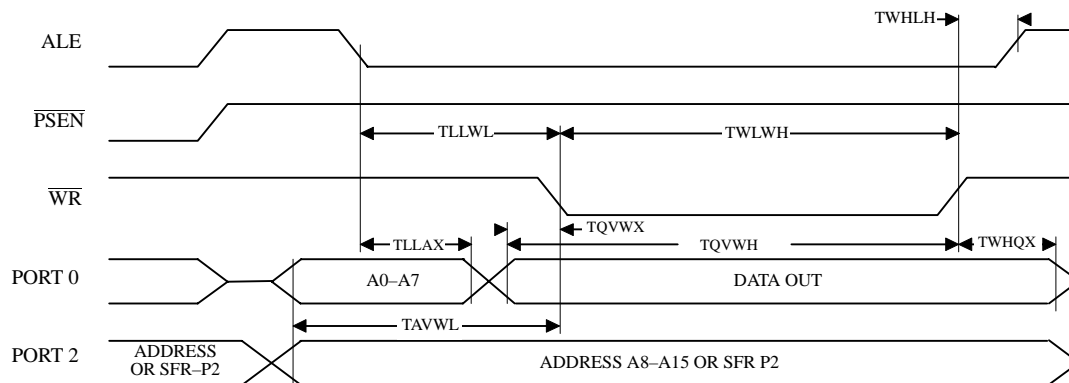 TWHLH
ALE
PSEN
TLLWL
TWLWH
WR
TQVWX
TLLAX
TQVWH
TWHQX
PORT 0
A0–A7
DATA OUT
TAVWL
PORT 2
ADDRESS
OR SFR–P2
ADDRESS A8–A15 OR SFR P2